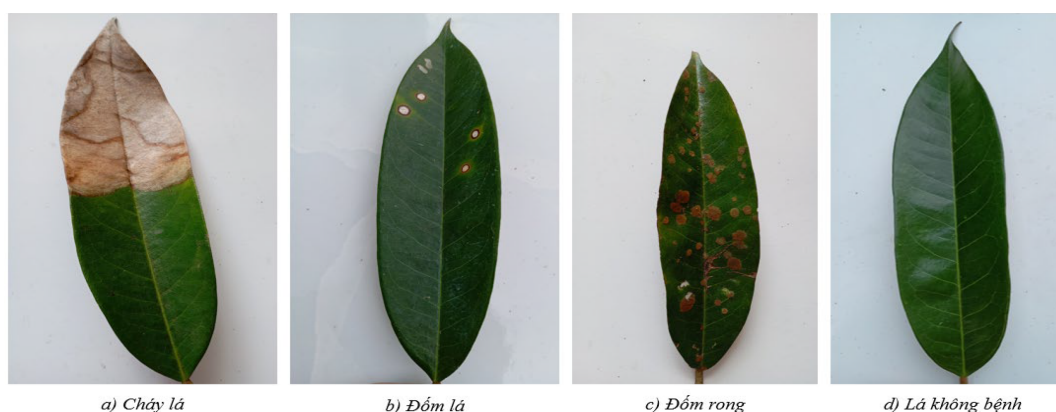 a) Cháy lá
b) Đốm lá
c) Đốm rong
d) Lá không bệnh